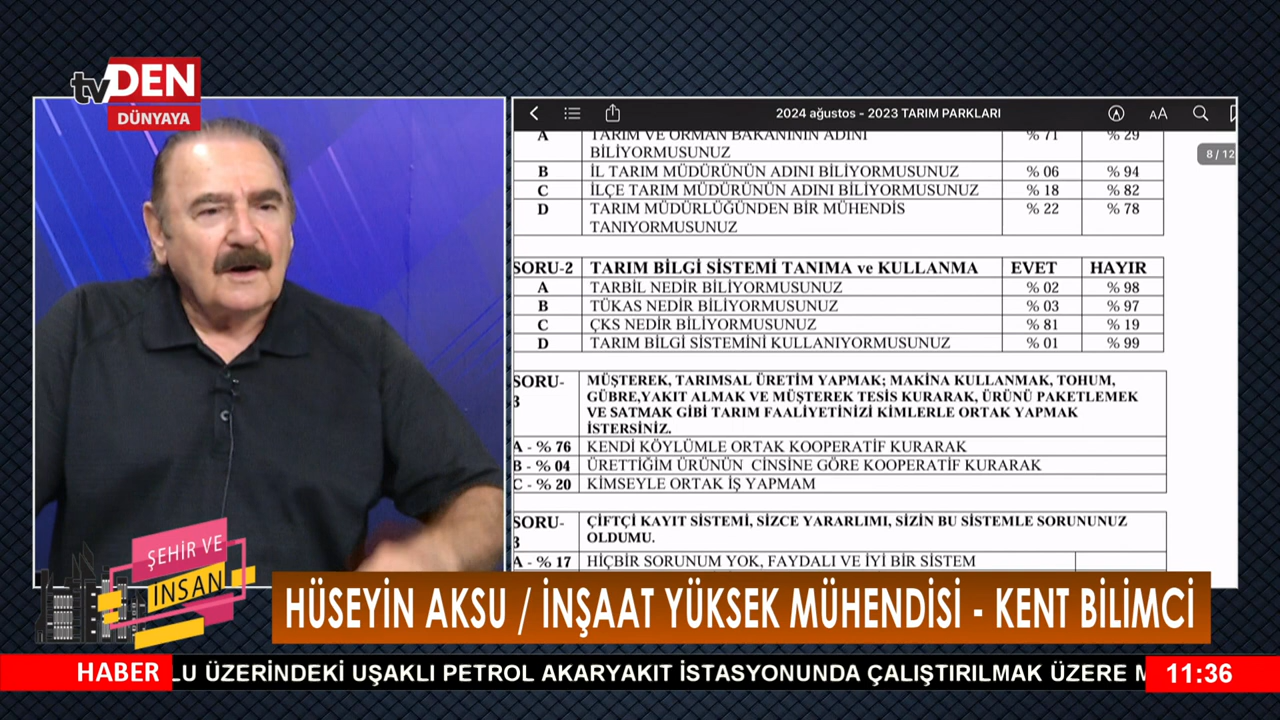 tvDEN
DÜNYAYA
2024 ağustos - 2023 TARIM PARKLARI
AA
8 / 12
A TARIM VE ORMAN BAKANININ ADINI % 71 % 29
BİLİYORMUSUNUZ
B İL TARIM MÜDÜRÜNÜN ADINI BİLİYORMUSUNUZ % 06 % 94
C İLÇE TARIM MÜDÜRÜNÜN ADINI BİLİYORMUSUNUZ % 18 % 82
D TARIM MÜDÜRLÜĞÜNDEN BİR MÜHENDİS % 22 % 78
TANIYORMUSUNUZ
SORU-2 TARIM BİLGİ SİSTEMİ TANIMA ve KULLANMA EVET HAYIR
A TARBİL NEDİR BİLİYORMUSUNUZ % 02 % 98
B TÜKAS NEDİR BİLİYORMUSUNUZ % 03 % 97
C ÇKS NEDİR BİLİYORMUSUNUZ % 81 % 19
D TARIM BİLGİ SİSTEMİNİ KULLANIYORMUSUNUZ % 01 % 99
SORU- MÜŞTEREK, TARIMSAL ÜRETİM YAPMAK; MAKİNA KULLANMAK, TOHUM,
3 GÜBRE,YAKIT ALMAK VE MÜŞTEREK TESİS KURARAK, ÜRÜNÜ PAKETLEMEK
VE SATMAK GİBİ TARIM FAALİYETİNİZİ KİMLERLE ORTAK YAPMAK
İSTERSİNİZ.
A - % 76 KENDİ KÖYLÜMLE ORTAK KOOPERATİF KURARAK
B - % 04 ÜRETTİĞİM ÜRÜNÜN CİNSİNE GÖRE KOOPERATİF KURARAK
C - % 20 KİMSEYLE ORTAK İŞ YAPMAM
SORU- ÇİFTÇİ KAYIT SİSTEMİ, SİZCE YARARLIMI, SİZİN BU SİSTEMLE SORUNUNUZ
3 OLDUMU.
A - % 17 HİÇBİR SORUNUM YOK, FAYDALI VE İYİ BİR SİSTEM
ŞEHİR VE
İNSAN
HÜSEYİN AKSU / İNŞAAT YÜKSEK MÜHENDİSİ - KENT BİLİMCİ
HABER LU ÜZERİNDEKİ UŞAKLI PETROL AKARYAKIT İSTASYONUNDA ÇALIŞTIRILMAK ÜZERE M 11:36